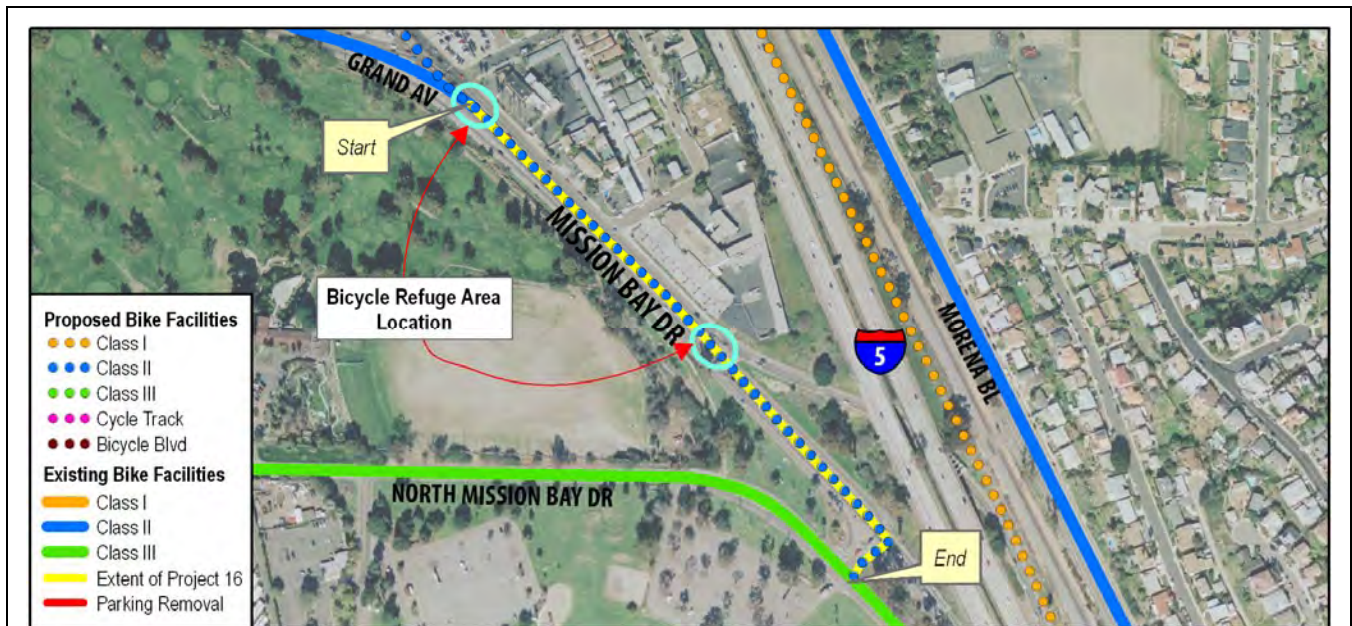 GRAND AV
Start
MISSION BAY DR
Bicycle Refuge Area
Location
5
MORENA BL
NORTH MISSION BAY DR
End
Proposed Bike Facilities
Class I
Class II
Class III
Cycle Track
Bicycle Blvd
Existing Bike Facilities
Class I
Class II
Class III
Extent of Project 16
Parking Removal